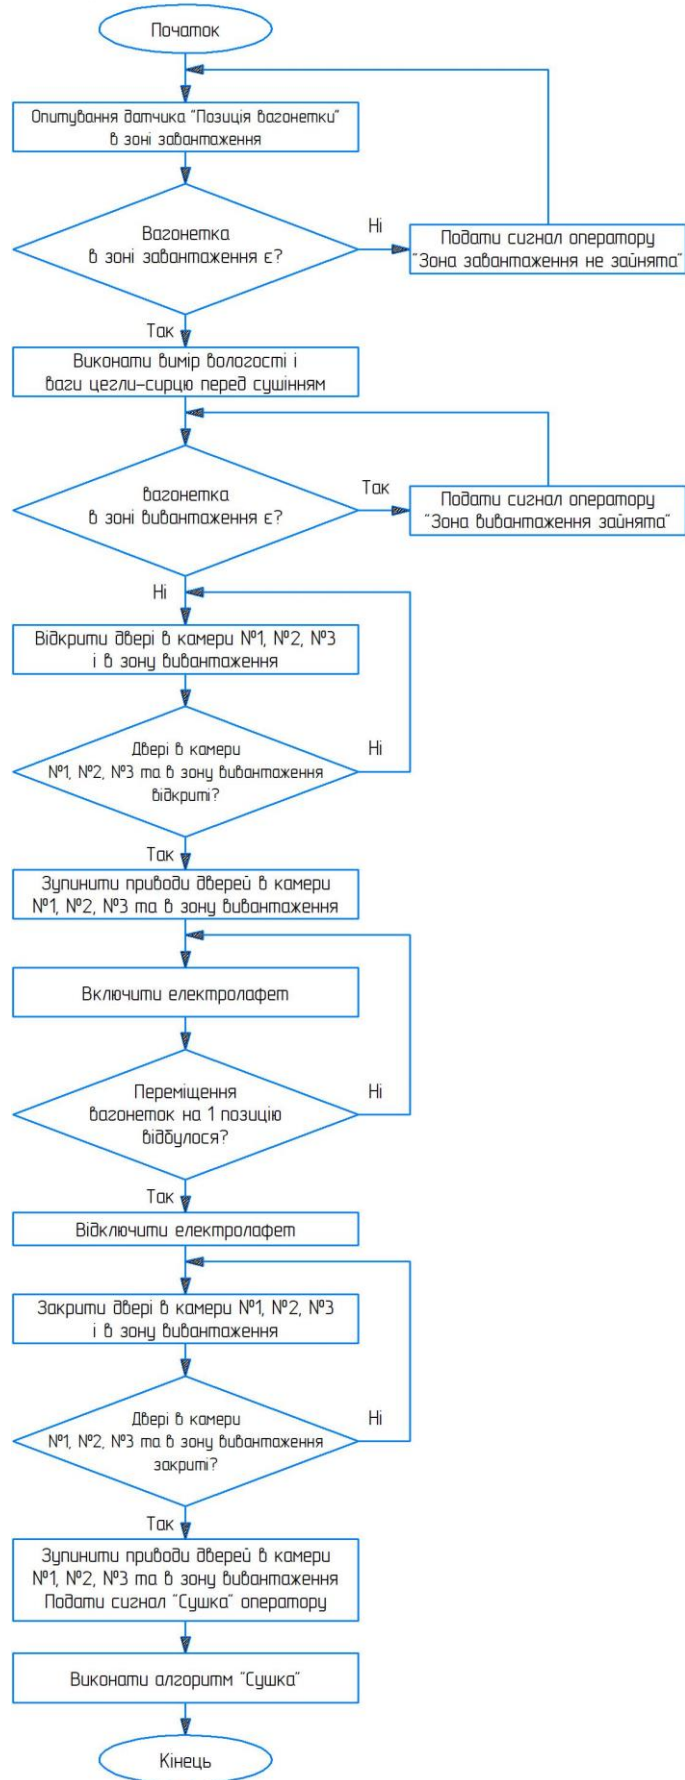 Початок
Опитування датчика "Позиція вагонетки"
в зоні завантаження
Вагонетка
в зоні завантаження є?
Ні
Подати сигнал оператору
"Зона завантаження не зайнята"
Так
Виконати вимір вологості і
ваги цегли-сирцю перед сушінням
вагонетка
в зоні вивантаження є?
Так
Подати сигнал оператору
"Зона вивантаження зайнята"
Ні
Відкрити двері в камери №1, №2, №3
і в зону вивантаження
Двері в камери
№1, №2, №3 та в зону вивантаження
відкриті?
Ні
Так
Зупинити приводи дверей в камери
№1, №2, №3 та в зону вивантаження
Включити електролафет
Переміщення
вагонеток на 1 позицію
відбулося?
Ні
Так
Відключити електролафет
Закрити двері в камери №1, №2, №3
і в зону вивантаження
Двері в камери
№1, №2, №3 та в зону вивантаження
закриті?
Ні
Так
Зупинити приводи дверей в камери
№1, №2, №3 та в зону вивантаження
Подати сигнал "Сушка" оператору
Виконати алгоритм "Сушка"
Кінець